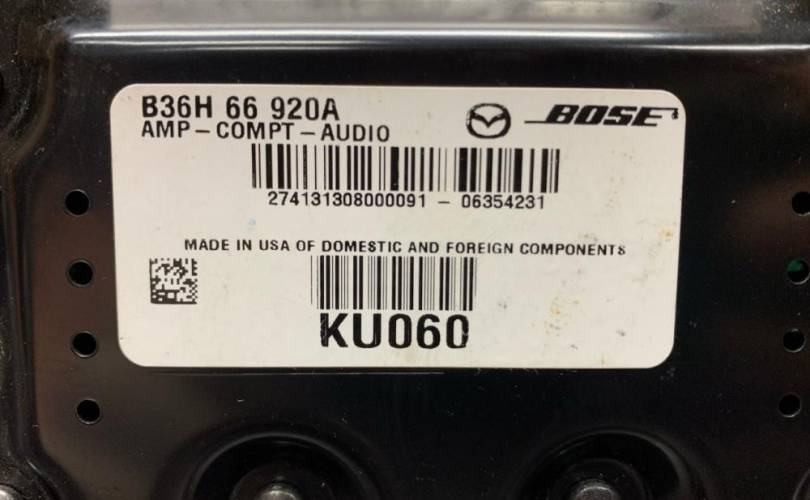 B36H 66 920A
AMP-COMPT-AUDIO
BOSE
274131308000091 - 06354231
MADE IN USA OF DOMESTIC AND FOREIGN COMPONENTS
KU060